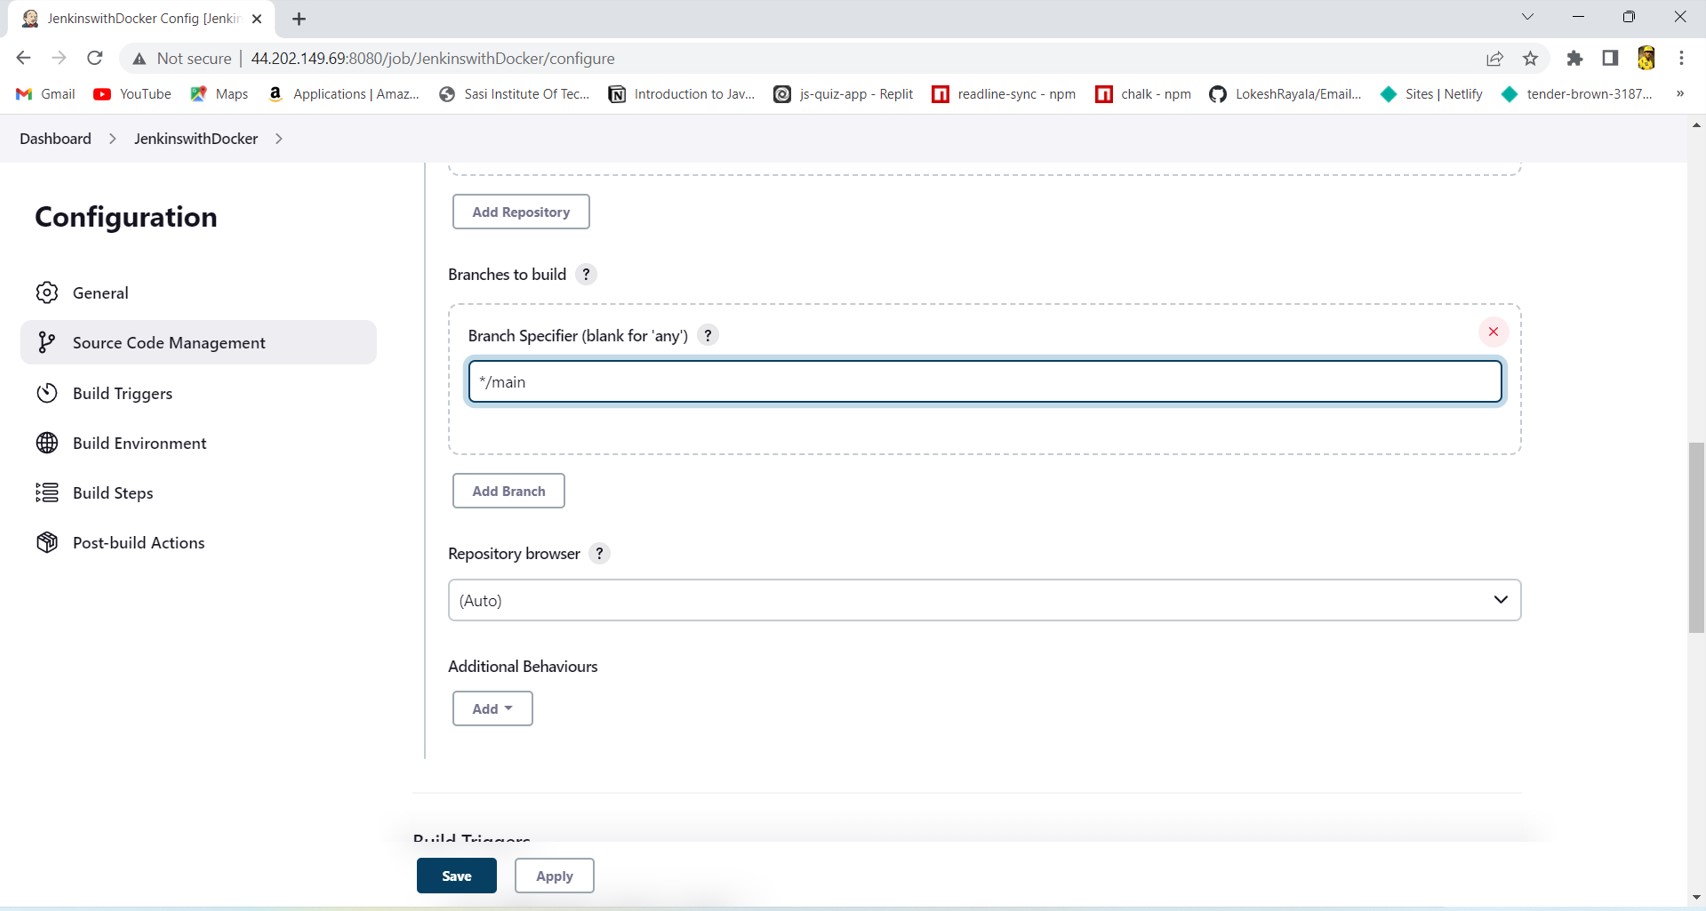 JenkinswithDocker Config [Jenkin
Not secure | 44.202.149.69:8080/job/JenkinswithDocker/configure
Gmail YouTube Maps Applications | Amaz... Sasi Institute Of Tec... Introduction to Jav... js-quiz-app - Replit readline-sync - npm chalk - npm LokeshRayala/Email... Sites | Netlify tender-brown-3187... »
Dashboard > JenkinswithDocker >
Configuration
General
Source Code Management
Build Triggers
Build Environment
Build Steps
Post-build Actions
Add Repository
Branches to build ?
Branch Specifier (blank for 'any') ?
*/main
Add Branch
Repository browser ?
(Auto)
Additional Behaviours
Add
Build Triggers
Save Apply